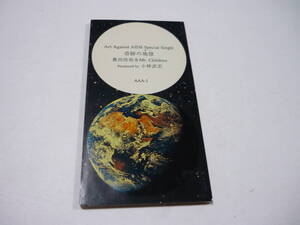 Act Against AIDS Special Single
奇跡の地球
桑田佳祐&Mr. Children
Produced by 小林武史
AAA-1